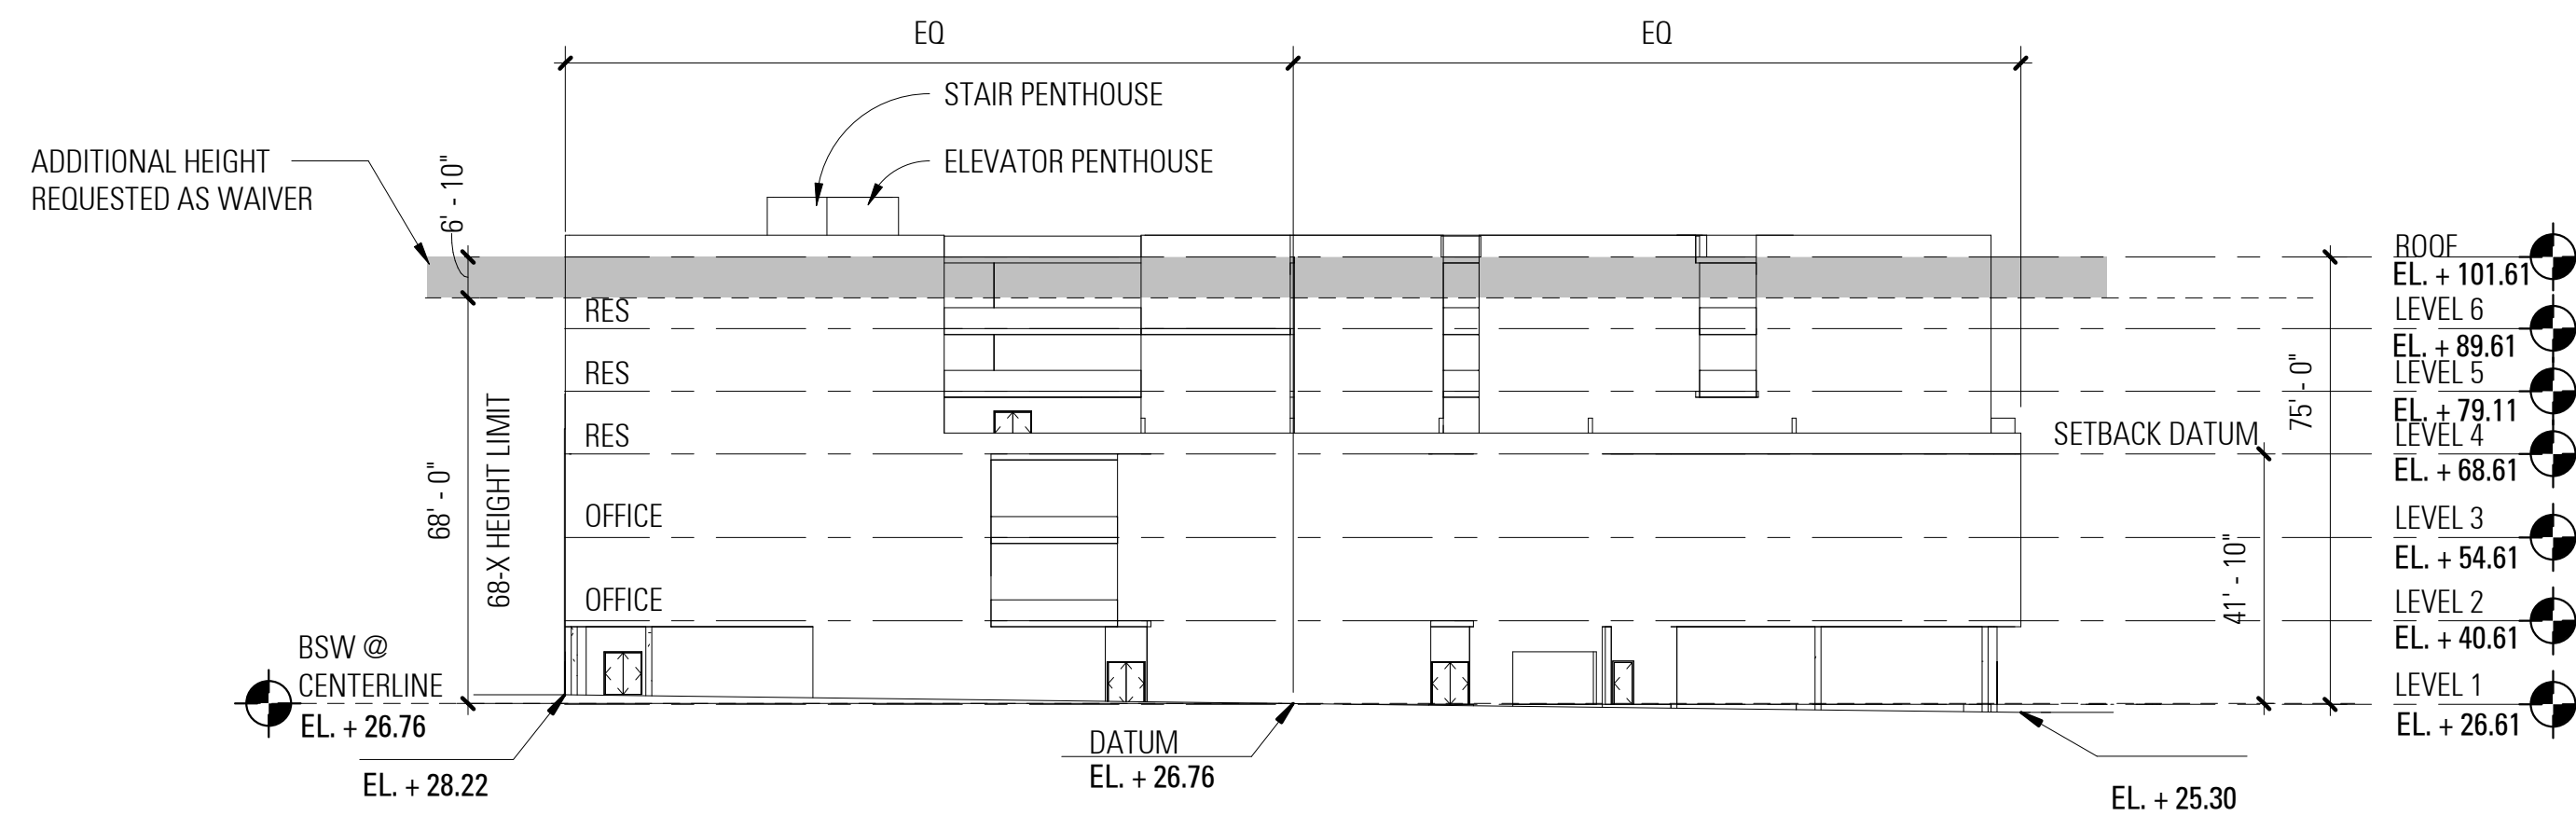 EQ
EQ
STAIR PENTHOUSE
ELEVATOR PENTHOUSE
ADDITIONAL HEIGHT
REQUESTED AS WAIVER
6' - 10"
68' - 0"
68-X HEIGHT LIMIT
RES
RES
RES
OFFICE
OFFICE
BSW @
CENTERLINE
EL. + 26.76
EL. + 28.22
DATUM
EL. + 26.76
EL. + 25.30
SETBACK DATUM
41' - 10"
75' - 0"
ROOF
EL. + 101.61
LEVEL 6
EL. + 89.61
LEVEL 5
EL. + 79.11
LEVEL 4
EL. + 68.61
LEVEL 3
EL. + 54.61
LEVEL 2
EL. + 40.61
LEVEL 1
EL. + 26.61